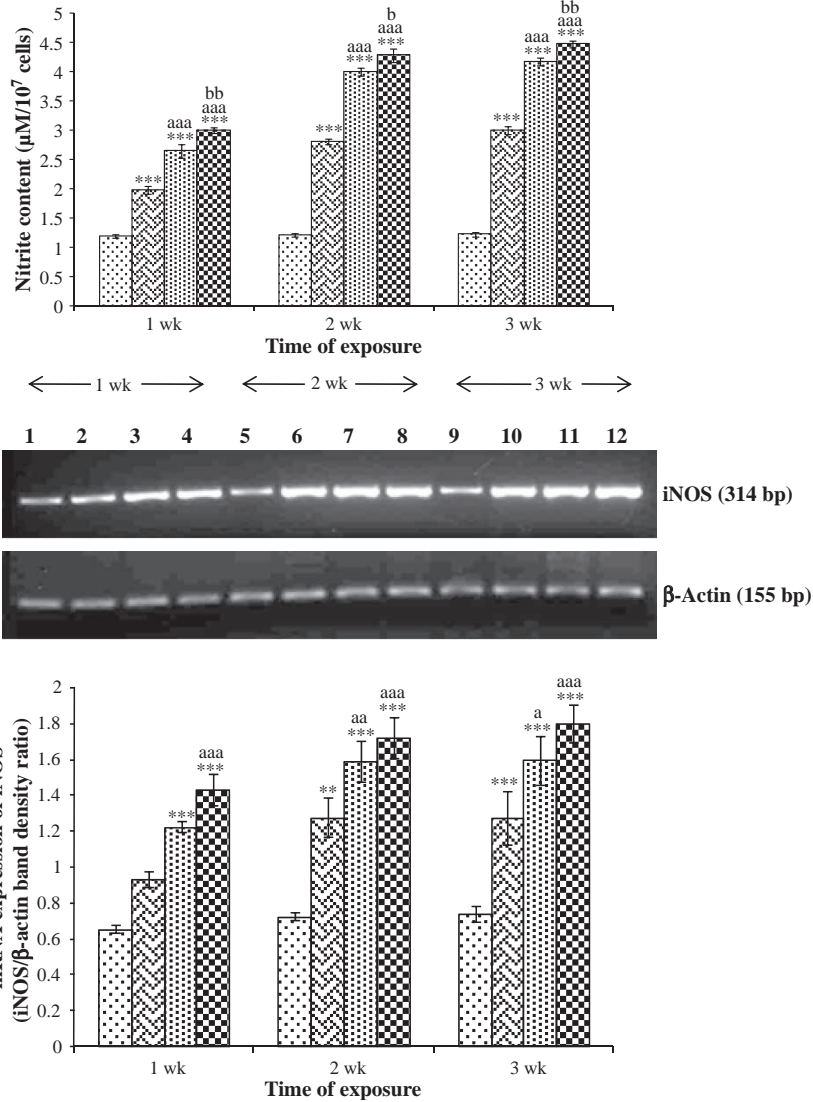 5
4.5
4
3.5
3
2.5
2
1.5
1
0.5
0
Nitrite content (µM/10⁷ cells)
***
aaa
***
bb
aaa
***
***
aaa
***
b
aaa
***
***
aaa
***
bb
aaa
***
1 wk 2 wk 3 wk
Time of exposure
1 wk 2 wk 3 wk
1 2 3 4 5 6 7 8 9 10 11 12
iNOS (314 bp)
β-Actin (155 bp)
2
1.8
1.6
1.4
1.2
1
0.8
0.6
0.4
0.2
0
expression of iNOS
(iNOS/β-actin band density ratio)
***
aaa
***
**
aa
***
aaa
***
***
a
***
aaa
***
1 wk 2 wk 3 wk
Time of exposure